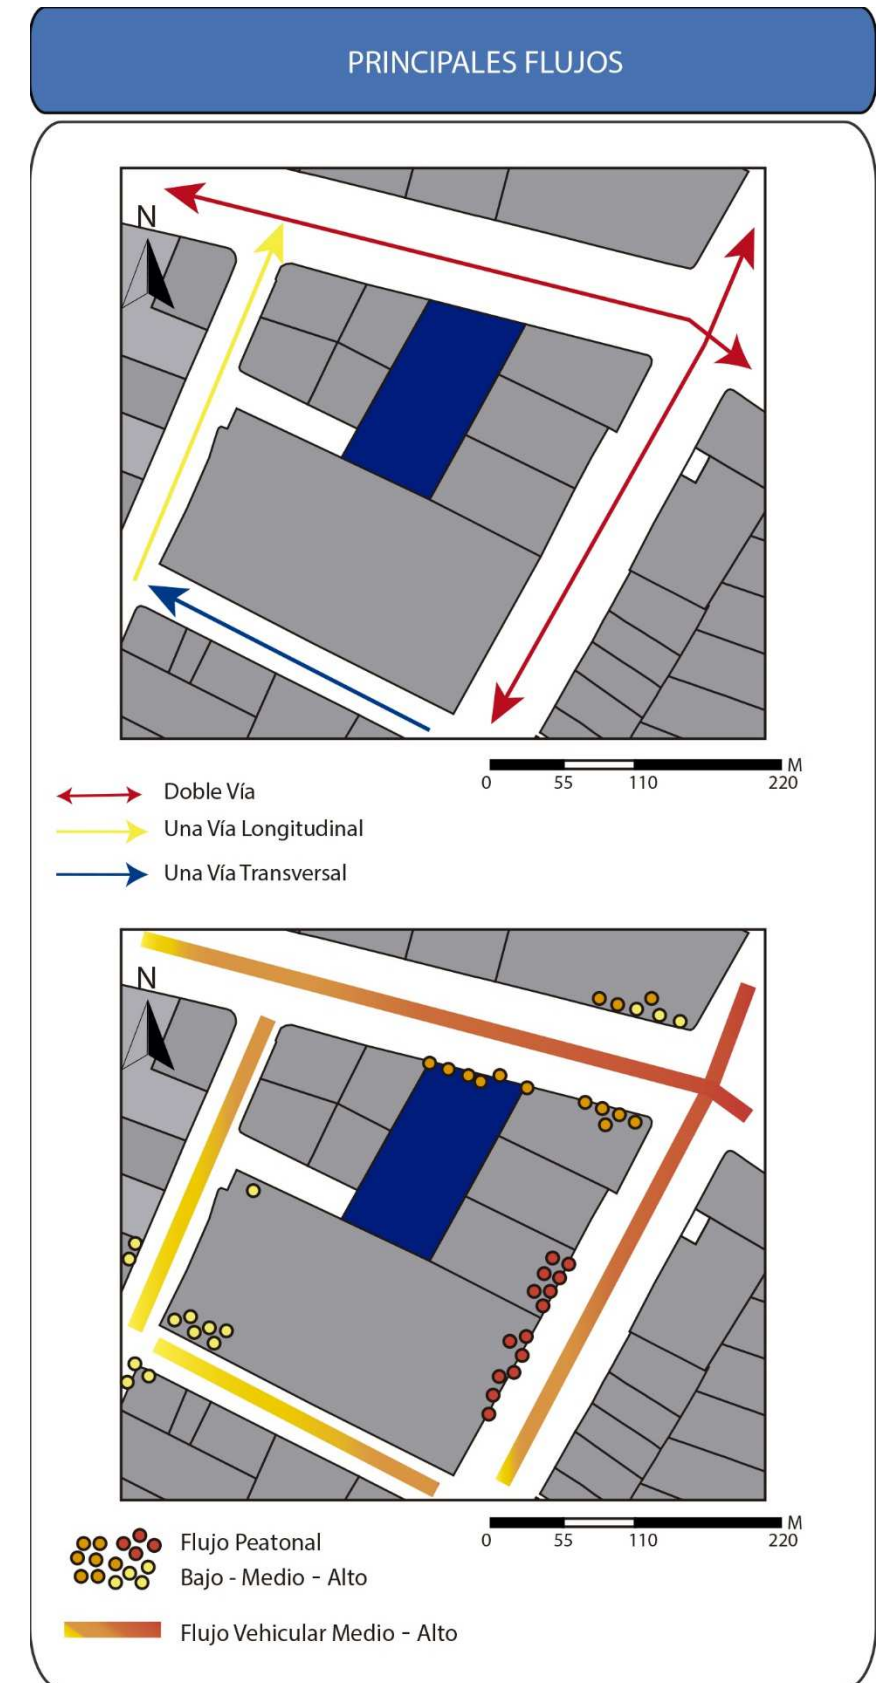 PRINCIPALES FLUJOS
N
M
0 55 110 220
Doble Vía
Una Vía Longitudinal
Una Vía Transversal
N
M
0 55 110 220
Flujo Peatonal
Bajo - Medio - Alto
Flujo Vehicular Medio - Alto